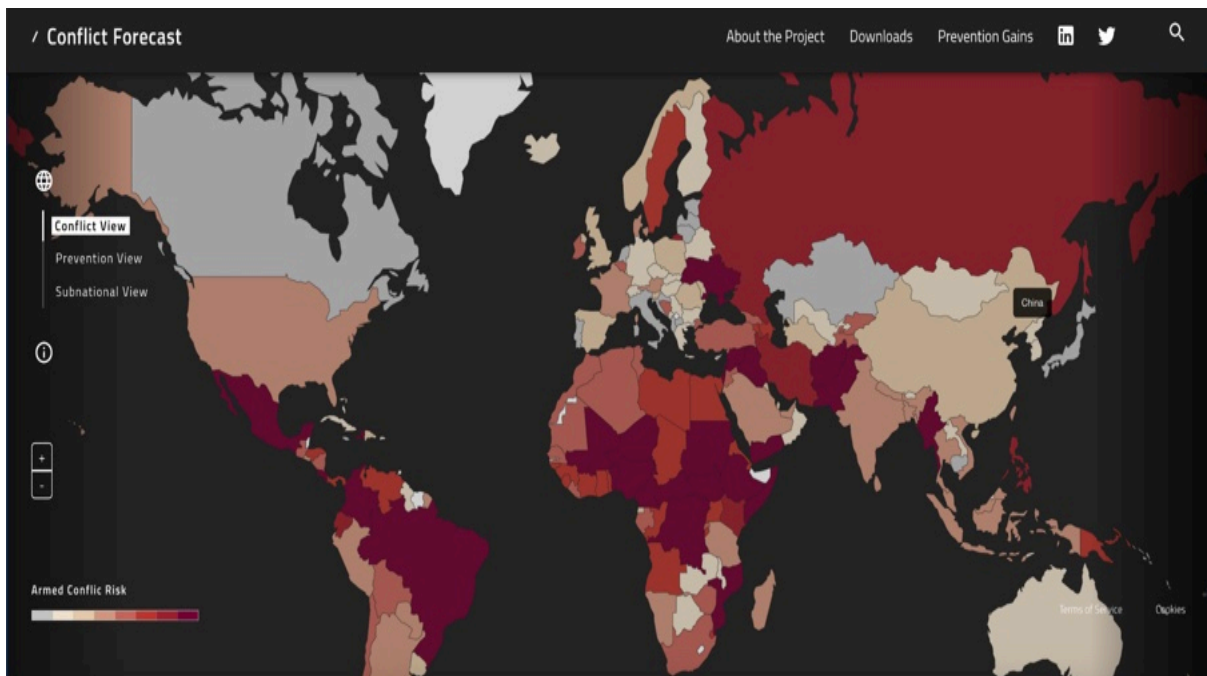 / Conflict Forecast
About the Project Downloads Prevention Gains in
Conflict View
Prevention View
Subnational View
China
+
-
Armed Conflic Risk
Terms of Service Cookies